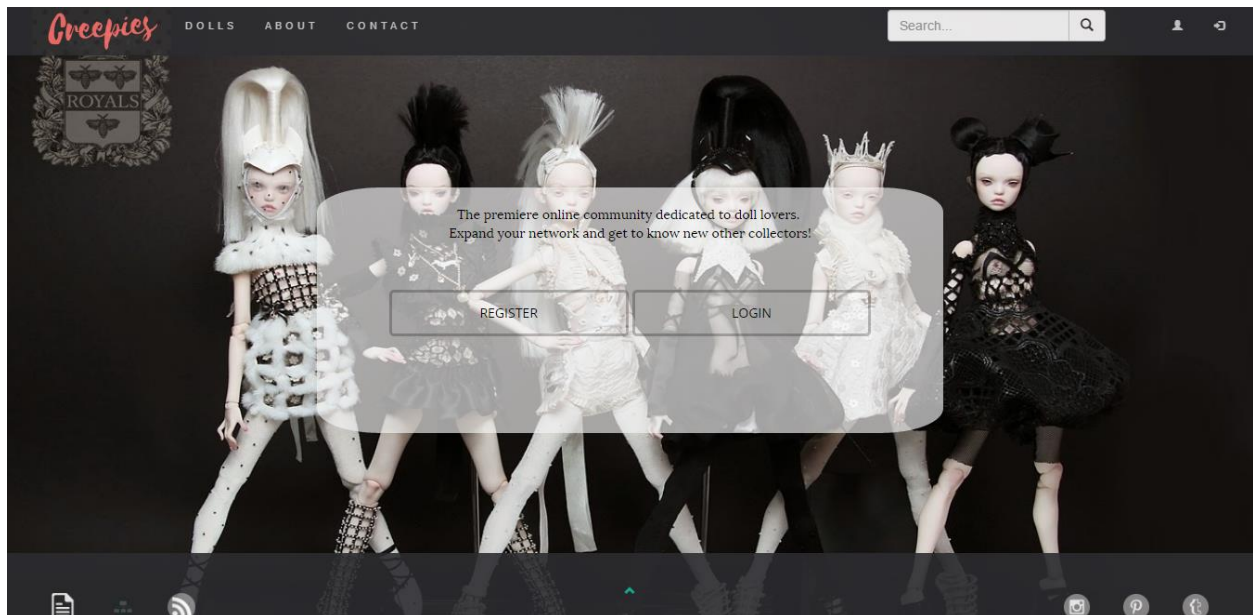 Creepies
DOLLS ABOUT CONTACT
Search...
ROYALS
The premiere online community dedicated to doll lovers.
Expand your network and get to know new other collectors!
REGISTER LOGIN